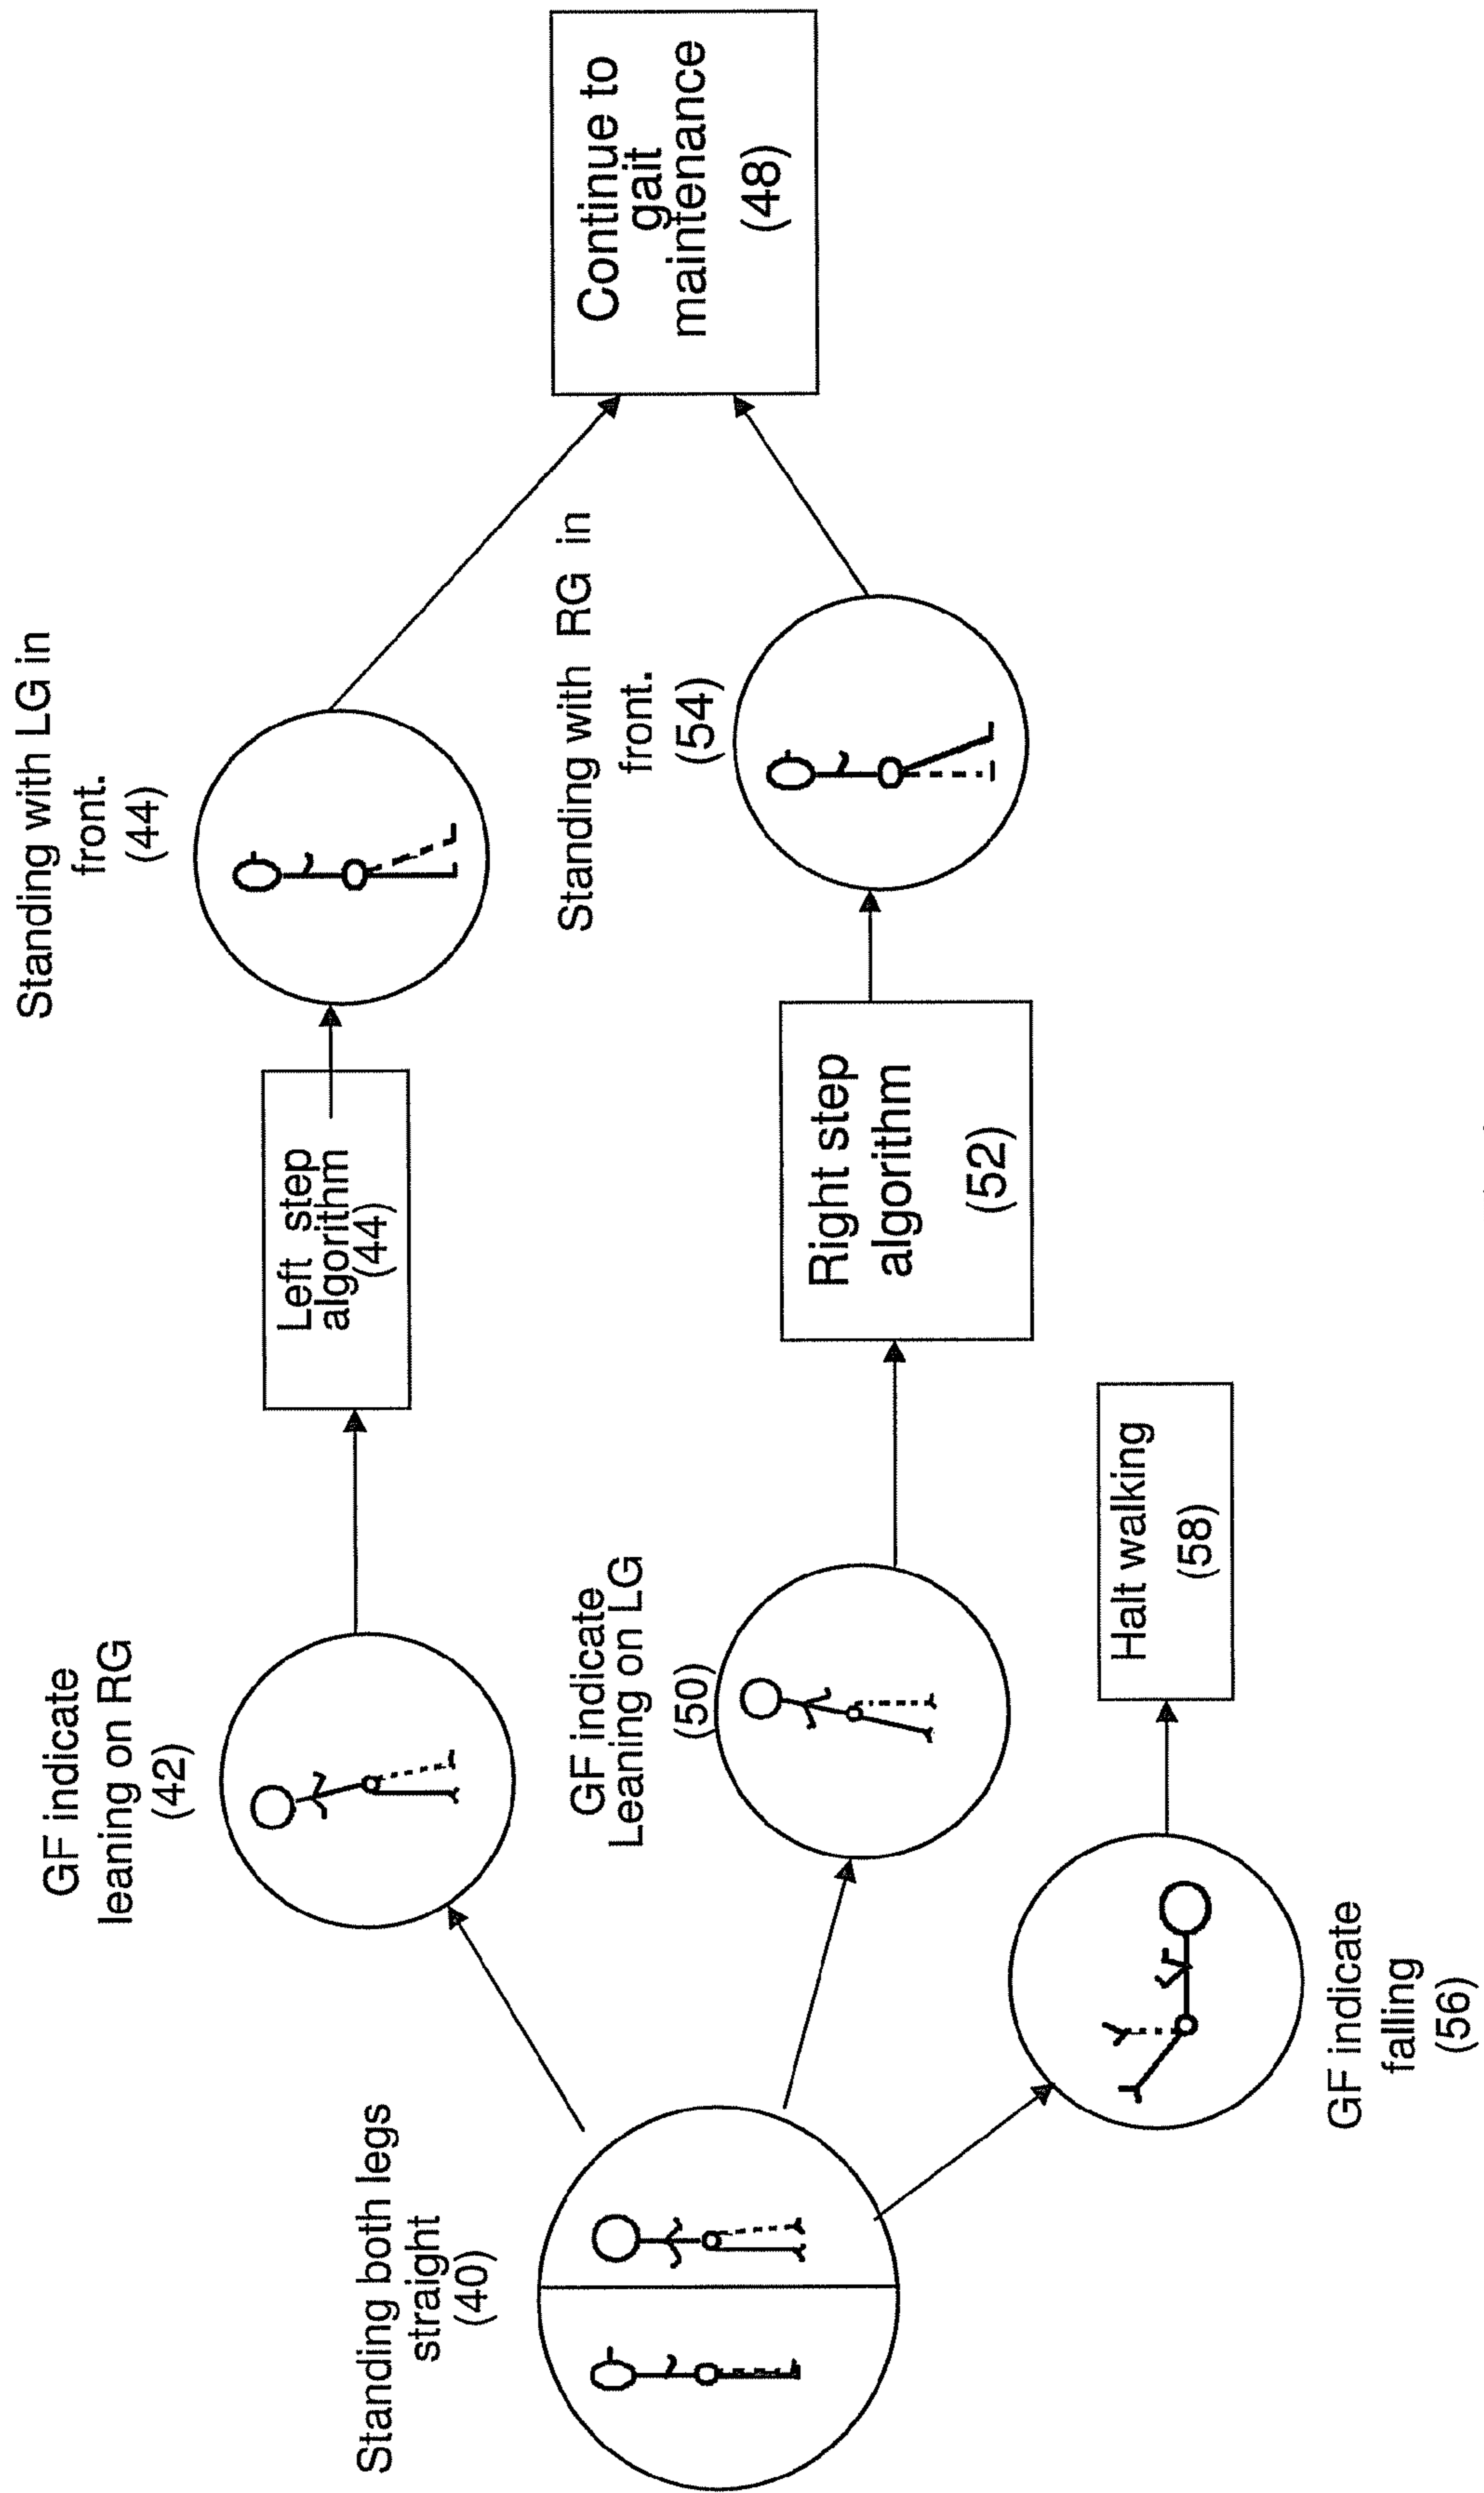 Standing both legs
straight
(40)
GF indicate
leaning on RG
(42)
Left step
algorithm
(44)
Standing with LG in
front.
(44)
GF indicate
Leaning on LG
(50)
Right step
algorithm
(52)
Standing with RG in
front.
(54)
Continue to
gait
maintenance
(48)
GF indicate
falling
(56)
Halt walking
(58)